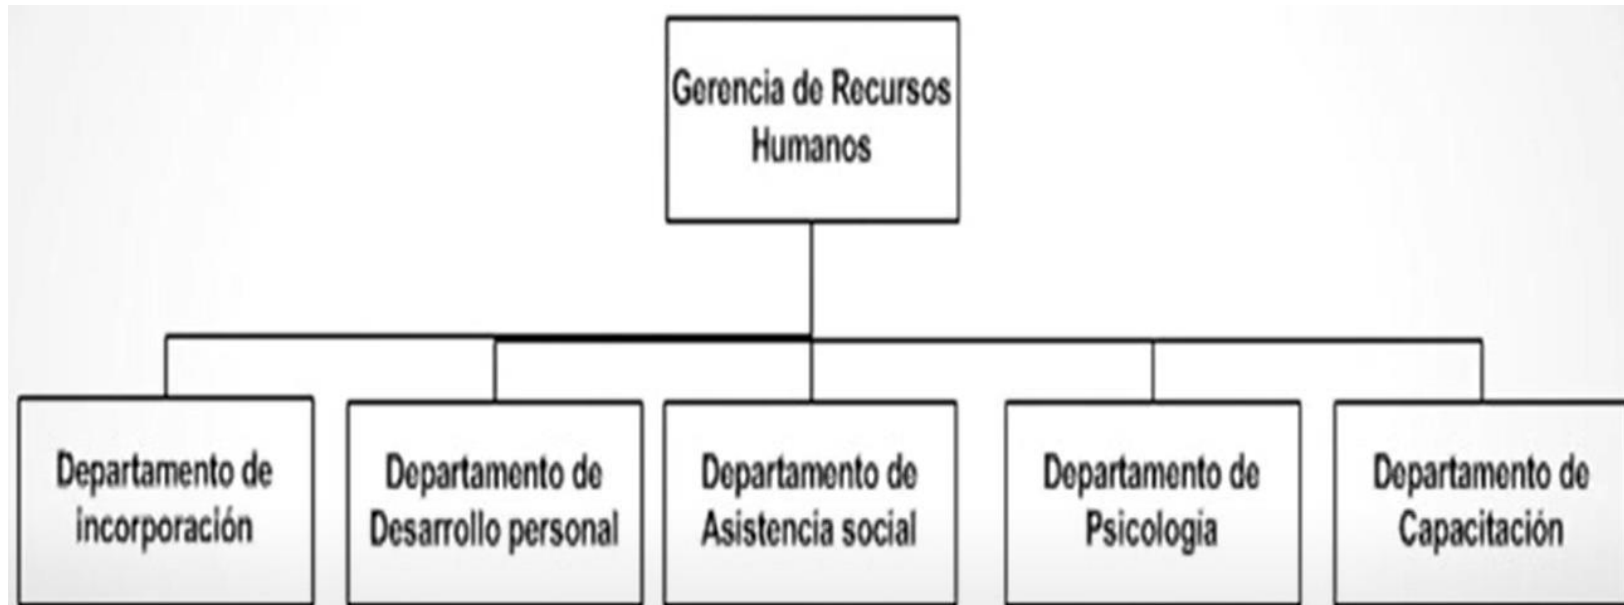 Gerencia de Recursos
Humanos
Departamento de
incorporación
Departamento de
Desarrollo personal
Departamento de
Asistencia social
Departamento de
Psicologia
Departamento de
Capacitación